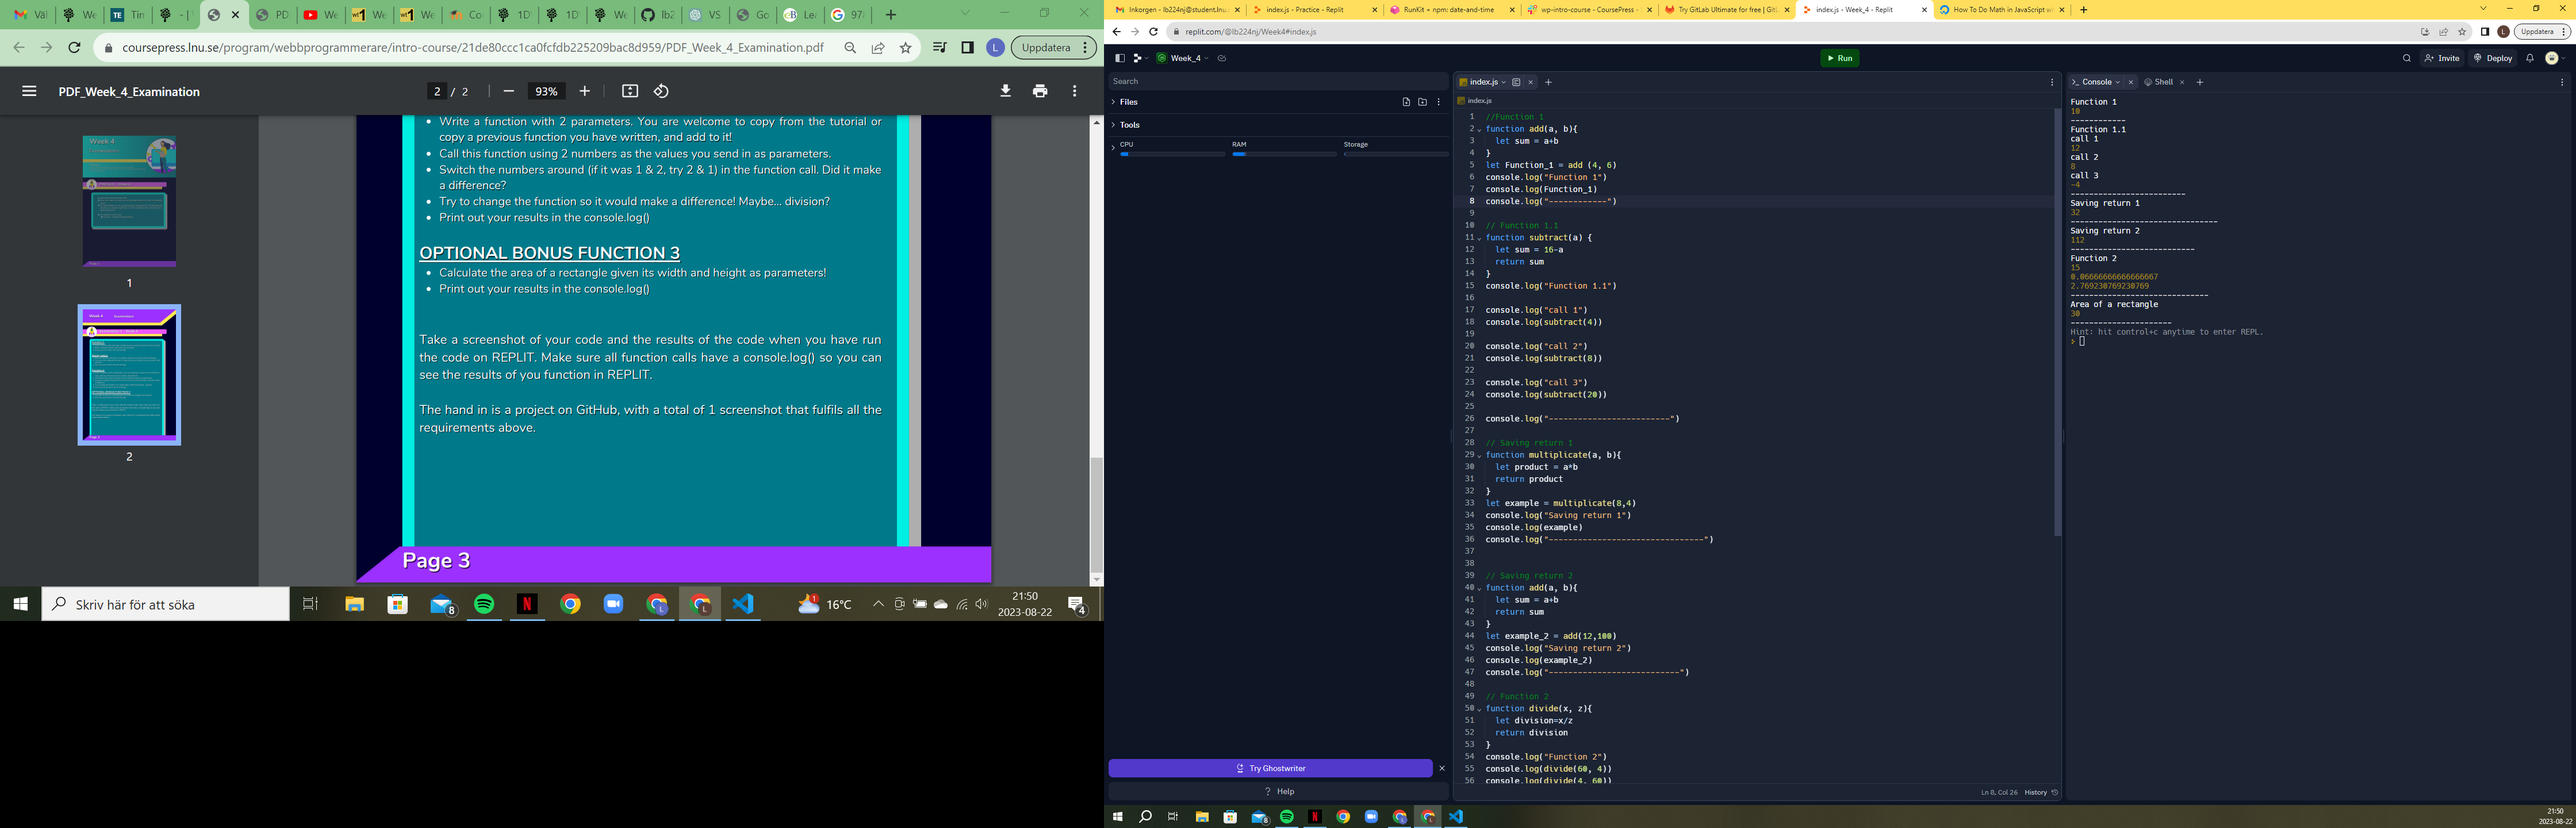 Väl
We
TE Tin
- [
PD
We
We
We
Co
1D
1D
We
lb2
VS
Go
Lea
97
coursepress.lnu.se/program/webbprogrammerare/intro-course/21de80ccc1ca0fcfdb225209bac8d959/PDF_Week_4_Examination.pdf
L
Uppdatera
PDF_Week_4_Examination
2 / 2
93%
1
2
• Write a function with 2 parameters. You are welcome to copy from the tutorial or
copy a previous function you have written, and add to it!
• Call this function using 2 numbers as the values you send in as parameters.
• Switch the numbers around (if it was 1 & 2, try 2 & 1) in the function call. Did it make
a difference?
• Try to change the function so it would make a difference! Maybe... division?
• Print out your results in the console.log()
OPTIONAL BONUS FUNCTION 3
• Calculate the area of a rectangle given its width and height as parameters!
• Print out your results in the console.log()
Take a screenshot of your code and the results of the code when you have run
the code on REPLIT. Make sure all function calls have a console.log() so you can
see the results of you function in REPLIT.
The hand in is a project on GitHub, with a total of 1 screenshot that fulfils all the
requirements above.
Page 3
Skriv här för att söka
8
16°C
21:50
2023-08-22
4
Inkorgen - lb224nj@student.lnu.
index.js - Practice - Replit
RunKit + npm: date-and-time
wp-intro-course - CoursePress -
Try GitLab Ultimate for free | Git
index.js - Week_4 - Replit
How To Do Math in JavaScript w
replit.com/@lb224nj/Week4#index.js
L
Uppdatera
Week_4
Run
Invite
Deploy
Search
Files
Tools
CPU
RAM
Storage
Try Ghostwriter
Help
index.js
index.js
1 //Function 1
2 function add(a, b){
3 let sum = a+b
4 }
5 let Function_1 = add (4, 6)
6 console.log("Function 1")
7 console.log(Function_1)
8 console.log("------------")
9
10 // Function 1.1
11 function subtract(a) {
12 let sum = 16-a
13 return sum
14 }
15 console.log("Function 1.1")
16
17 console.log("call 1")
18 console.log(subtract(4))
19
20 console.log("call 2")
21 console.log(subtract(8))
22
23 console.log("call 3")
24 console.log(subtract(20))
25
26 console.log("-------------------------")
27
28 // Saving return 1
29 function multiplicate(a, b){
30 let product = a*b
31 return product
32 }
33 let example = multiplicate(8,4)
34 console.log("Saving return 1")
35 console.log(example)
36 console.log("--------------------------------")
37
38
39 // Saving return 2
40 function add(a, b){
41 let sum = a+b
42 return sum
43 }
44 let example_2 = add(12,100)
45 console.log("Saving return 2")
46 console.log(example_2)
47 console.log("---------------------------")
48
49 // Function 2
50 function divide(x, z){
51 let division=x/z
52 return division
53 }
54 console.log("Function 2")
55 console.log(divide(60, 4))
56 console.log(divide(4, 60))
Ln 8, Col 26 History
Console
Shell
Function 1
10
------------
Function 1.1
call 1
12
call 2
8
call 3
-4
-------------------------
Saving return 1
32
--------------------------------
Saving return 2
112
---------------------------
Function 2
15
0.06666666666666667
2.769230769230769
------------------------------
Area of a rectangle
30
----------------------
Hint: hit control+c anytime to enter REPL.
8
21:50
2023-08-22